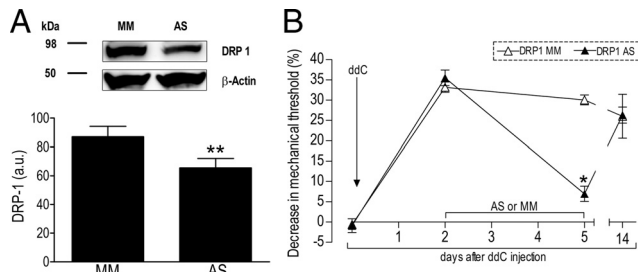 A
kDa
MM
AS
98
DRP 1
50
β-Actin
100
80
60
40
20
0
DRP-1 (a.u.)
**
MM
AS
B
DRP1 MM
DRP1 AS
Decrease in mechanical threshold (%)
40
35
30
25
20
15
10
5
0
-5
ddC
*
AS or MM
1
2
3
4
5
14
days after ddC injection